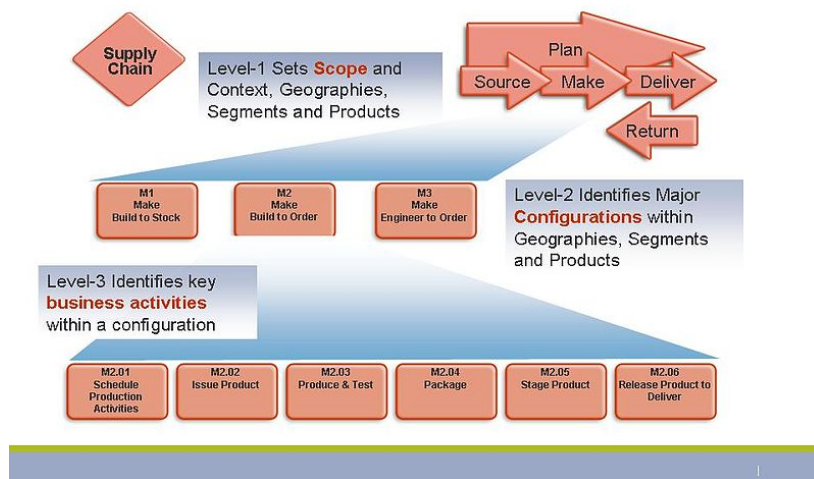 Supply
Chain
Level-1 Sets Scope and
Context, Geographies,
Segments and Products
Plan
Source
Make
Deliver
Return
M1
Make
Build to Stock
M2
Make
Build to Order
M3
Make
Engineer to Order
Level-2 Identifies Major
Configurations within
Geographies, Segments
and Products
Level-3 Identifies key
business activities
within a configuration
M2.01
Schedule
Production
Activities
M2.02
Issue Product
M2.03
Produce & Test
M2.04
Package
M2.05
Stage Product
M2.06
Release Product to
Deliver